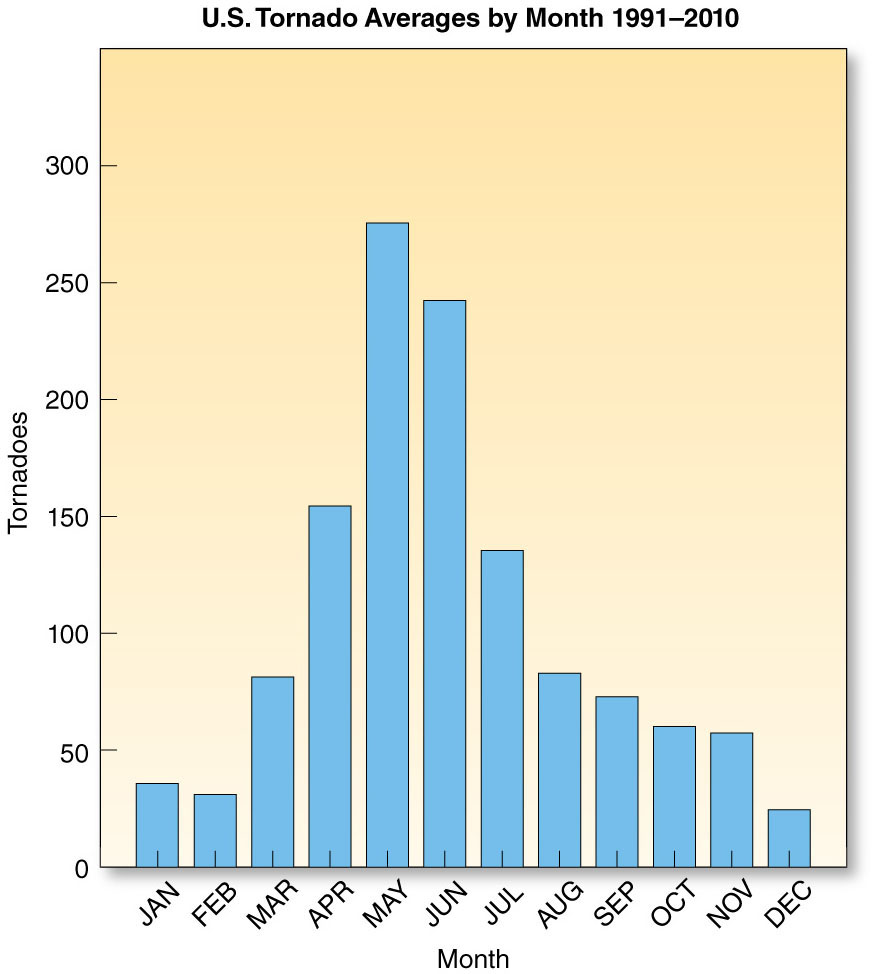 U.S. Tornado Averages by Month 1991–2010
300
250
200
150
100
50
0
Tornadoes
JAN FEB MAR APR MAY JUN JUL AUG SEP OCT NOV DEC
Month